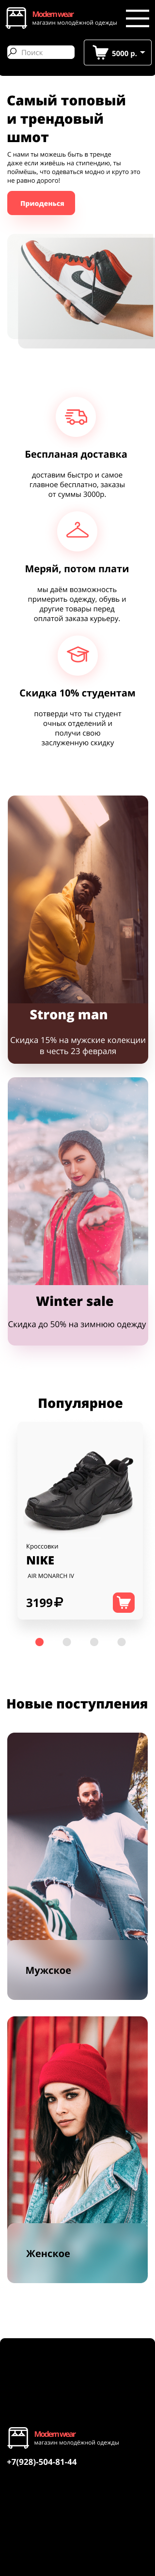 Modern wear
магазин молодёжной одежды
Поиск
5000 р.
Самый топовый
и трендовый
шмот
С нами ты можешь быть в тренде
даже если живёшь на стипендию, ты
поймёшь, что одеваться модно и круто это
не равно дорого!
Приоденься
Беспланая доставка
доставим быстро и самое
главное бесплатно, заказы
от суммы 3000р.
Меряй, потом плати
мы даём возможность
примерить одежду, обувь и
другие товары перед
оплатой заказа курьеру.
Скидка 10% студентам
потверди что ты студент
очных отделений и
получи свою
заслуженную скидку
Strong man
Скидка 15% на мужские колекции
в честь 23 февраля
Winter sale
Скидка до 50% на зимнюю одежду
Популярное
Кроссовки
NIKE
AIR MONARCH IV
3199₽
Новые поступления
Мужское
Женское
Modern wear
магазин молодёжной одежды
+7(928)-504-81-44